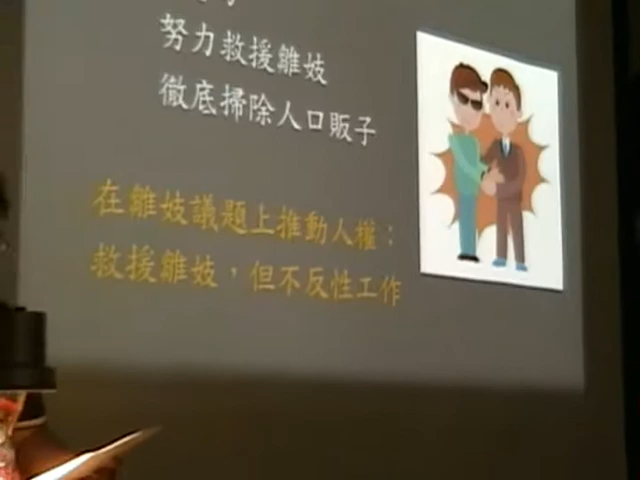 努力救援雛妓
徹底掃除人口販子
在雛妓議題上推動人權：
救援雛妓，但不反性工作